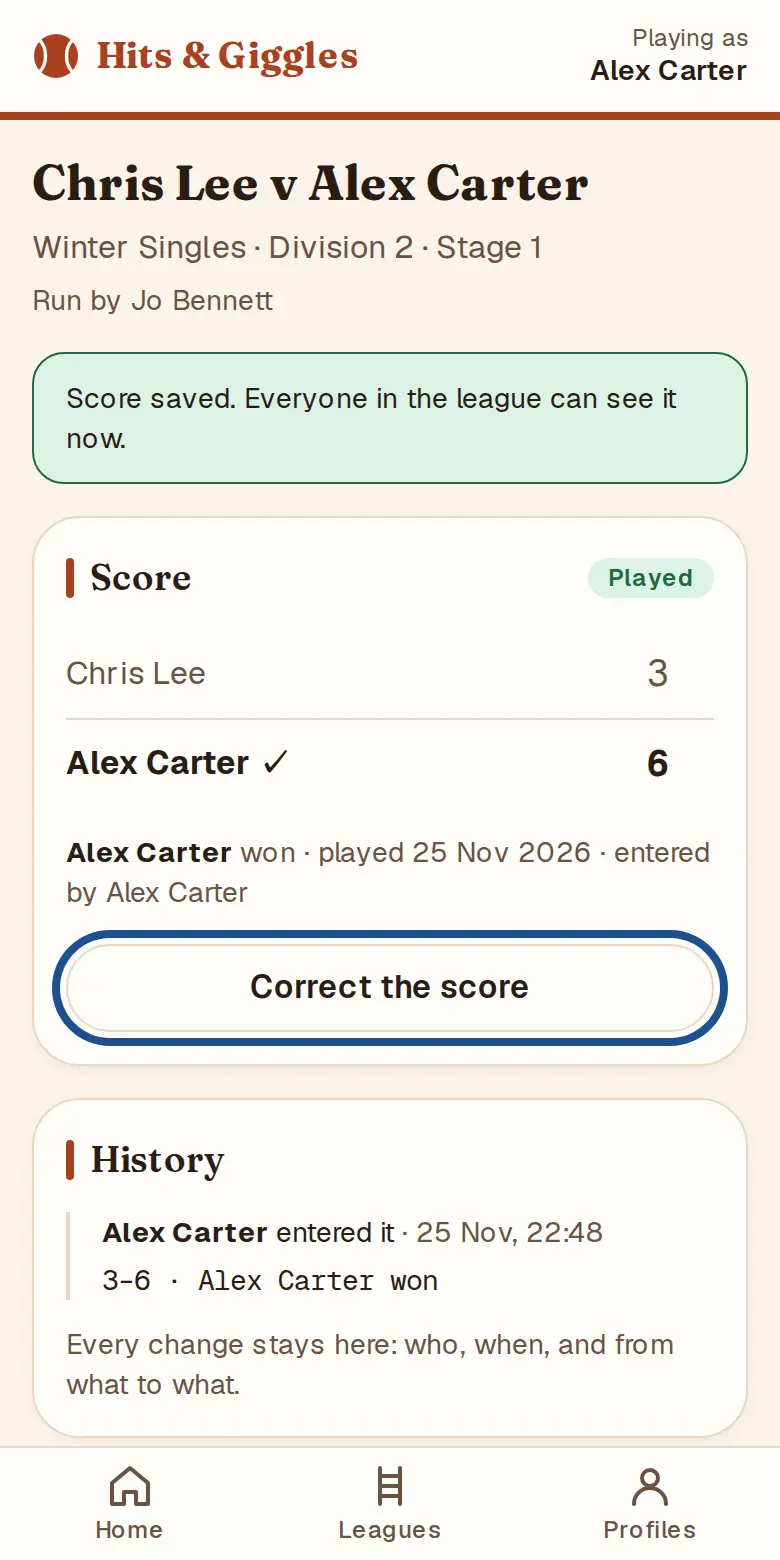 Hits & Giggles
Playing as
Alex Carter
Chris Lee v Alex Carter
Winter Singles · Division 2 · Stage 1
Run by Jo Bennett
Score saved. Everyone in the league can see it
now.
Score
Played
Chris Lee 3
Alex Carter ✓ 6
Alex Carter won · played 25 Nov 2026 · entered
by Alex Carter
Correct the score
History
Alex Carter entered it · 25 Nov, 22:48
3–6 · Alex Carter won
Every change stays here: who, when, and from
what to what.
Home
Leagues
Profiles